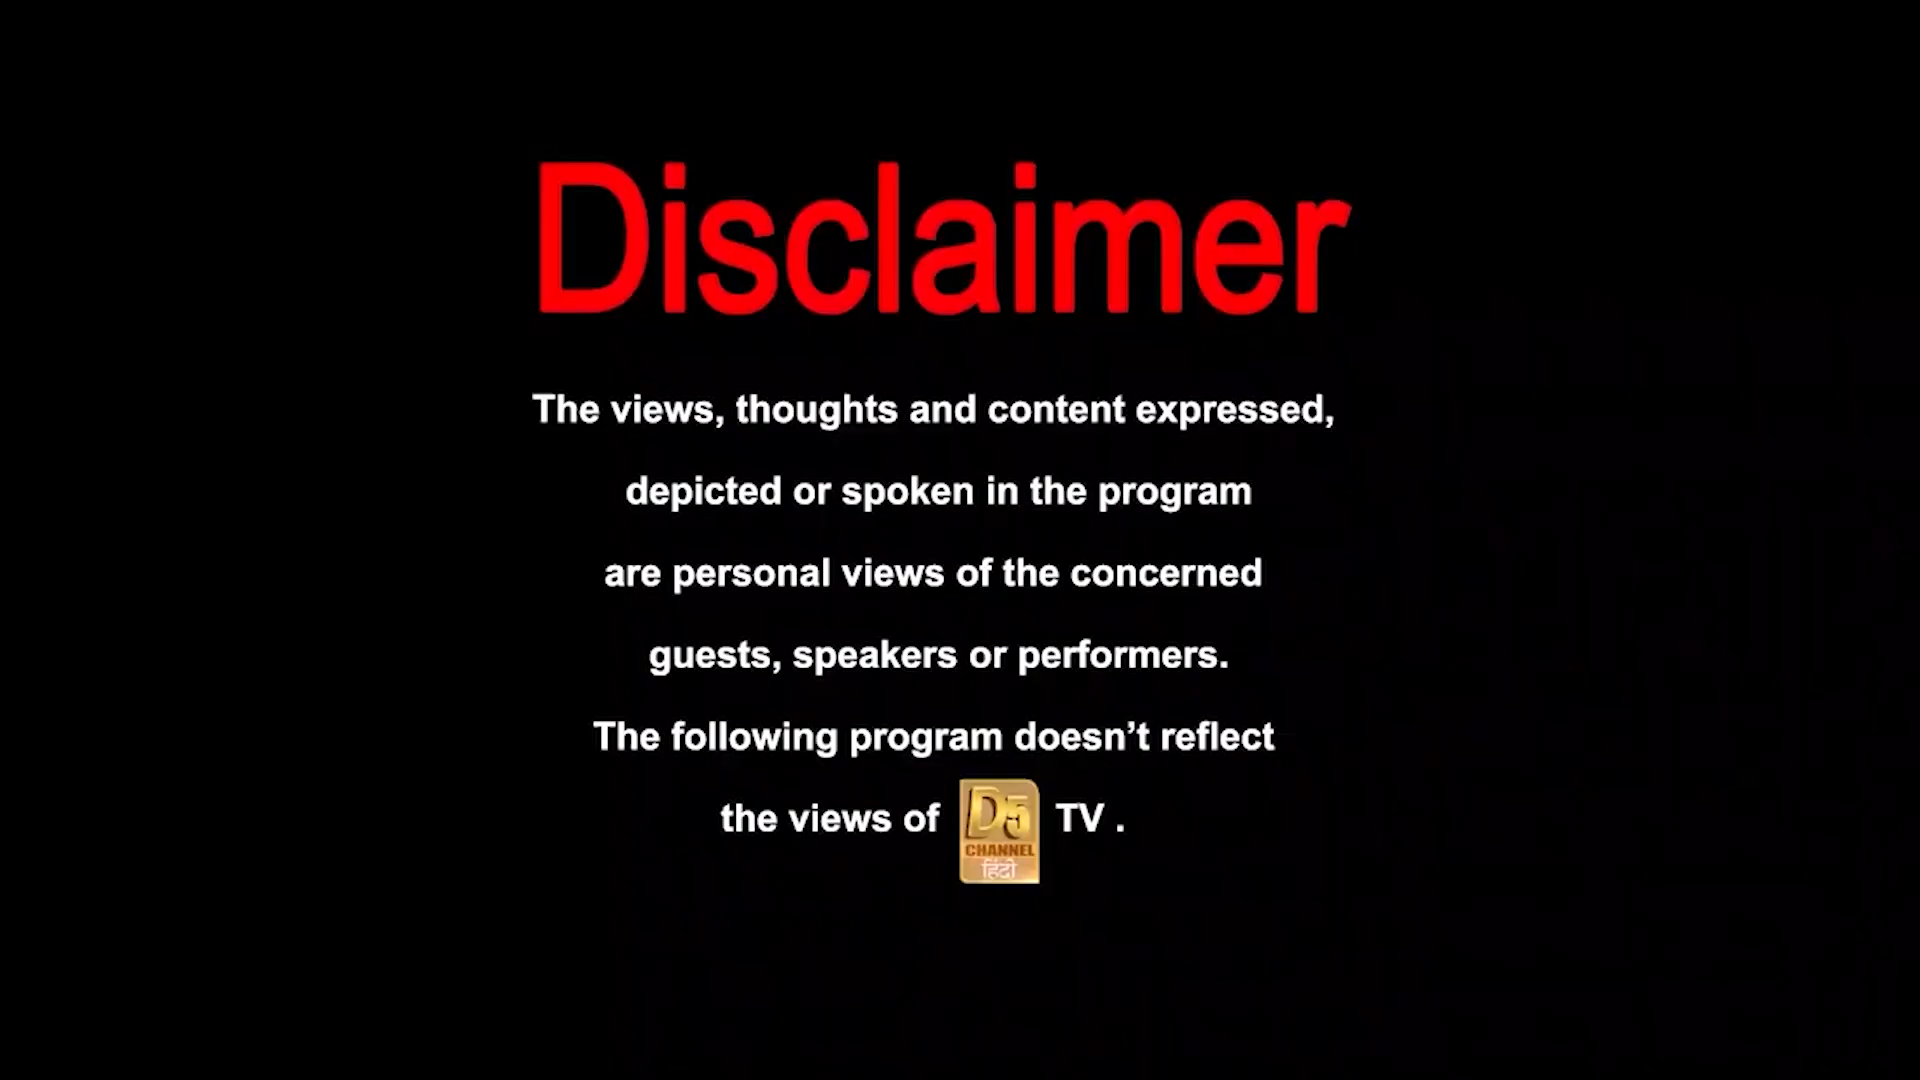 Disclaimer
The views, thoughts and content expressed,
depicted or spoken in the program
are personal views of the concerned
guests, speakers or performers.
The following program doesn’t reflect
the views of D5 CHANNEL हिंदी TV .